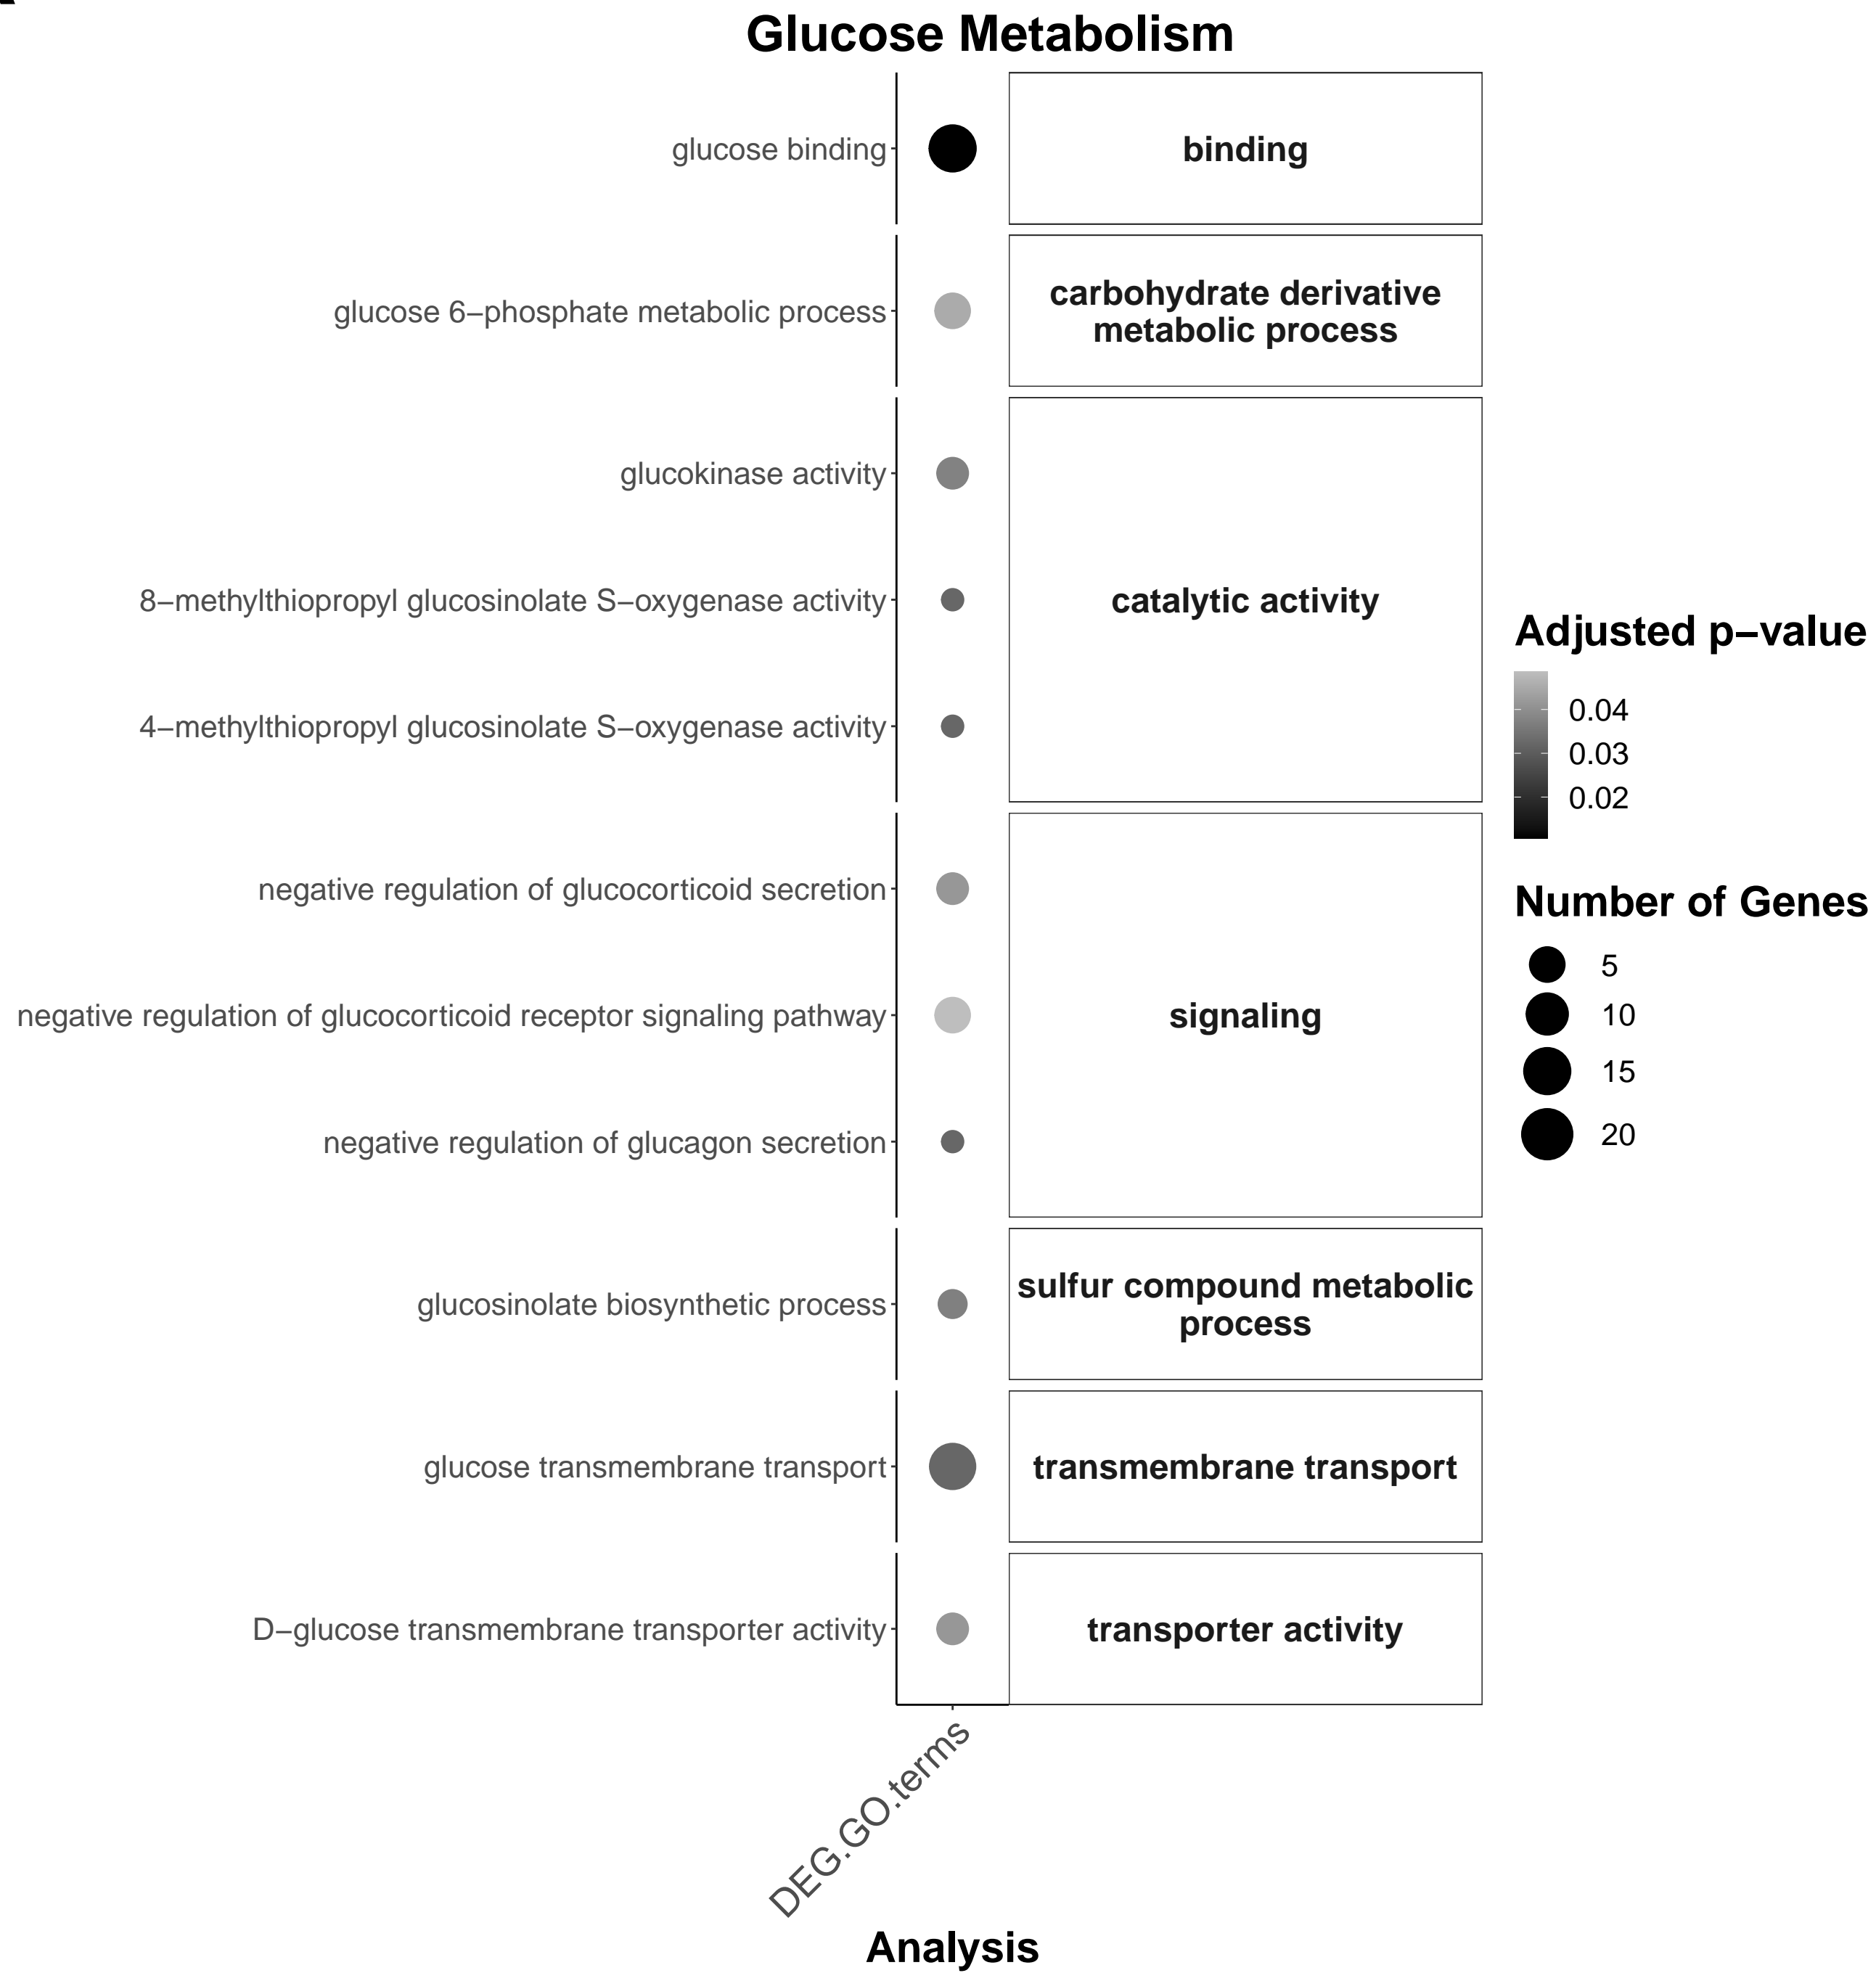 Glucose Metabolism
glucose binding
binding
glucose 6−phosphate metabolic process
carbohydrate derivative
metabolic process
glucokinase activity
8−methylthiopropyl glucosinolate S−oxygenase activity
4−methylthiopropyl glucosinolate S−oxygenase activity
catalytic activity
negative regulation of glucocorticoid secretion
negative regulation of glucocorticoid receptor signaling pathway
negative regulation of glucagon secretion
signaling
glucosinolate biosynthetic process
sulfur compound metabolic
process
glucose transmembrane transport
transmembrane transport
D−glucose transmembrane transporter activity
transporter activity
DEG.GO.terms
Analysis
Adjusted p−value
0.04
0.03
0.02
Number of Genes
5
10
15
20